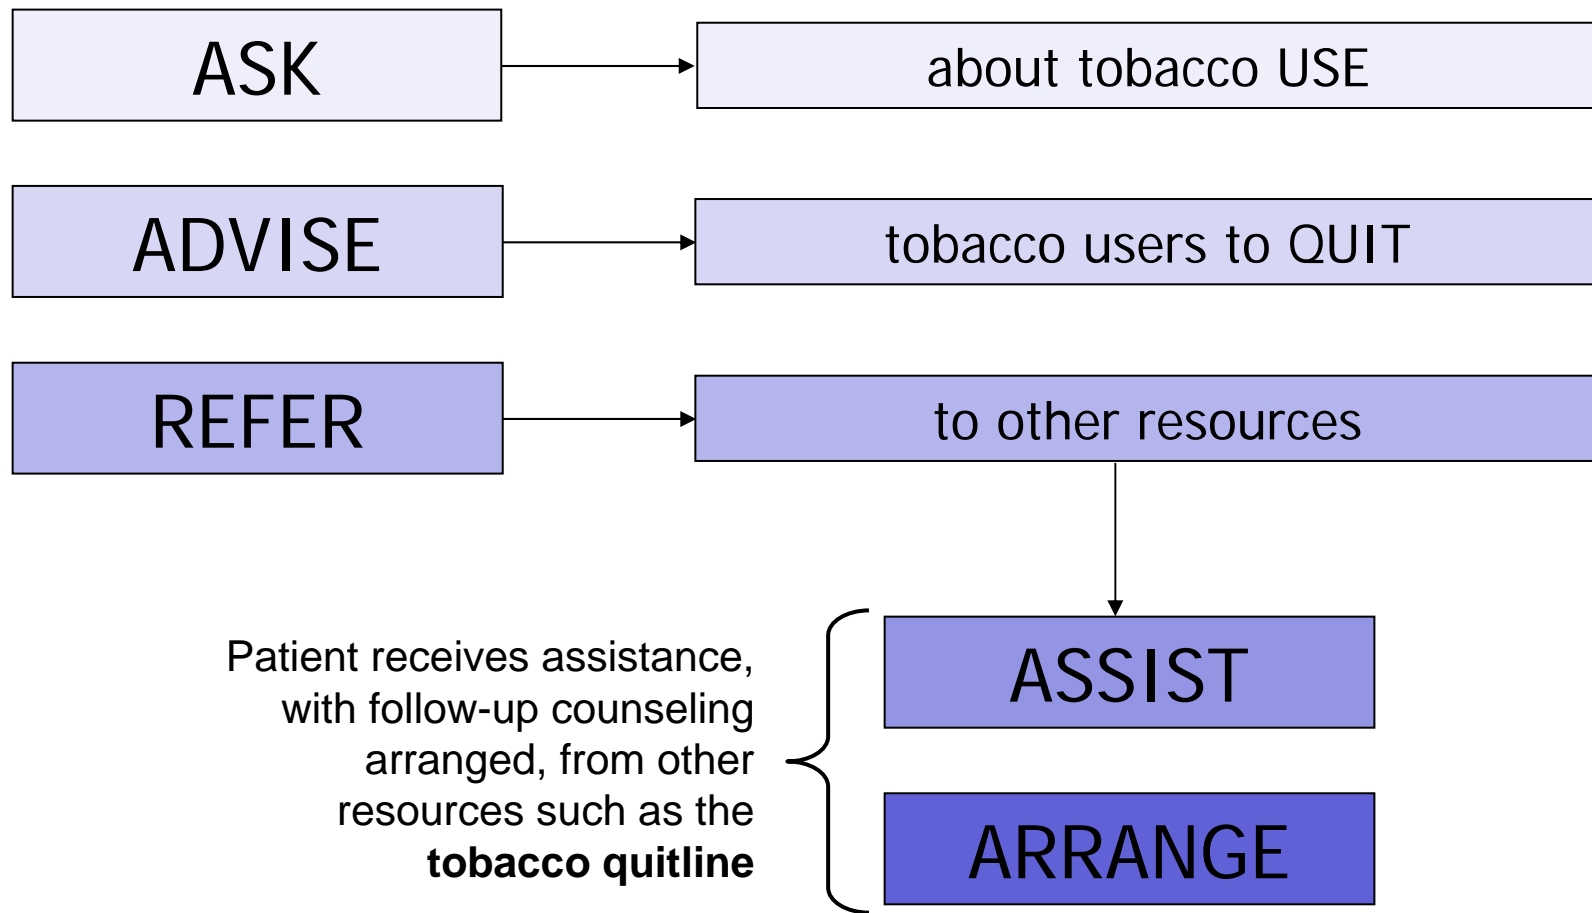 ASK
about tobacco USE
ADVISE
tobacco users to QUIT
REFER
to other resources
Patient receives assistance,
with follow-up counseling
arranged, from other
resources such as the
tobacco quitline
ASSIST
ARRANGE